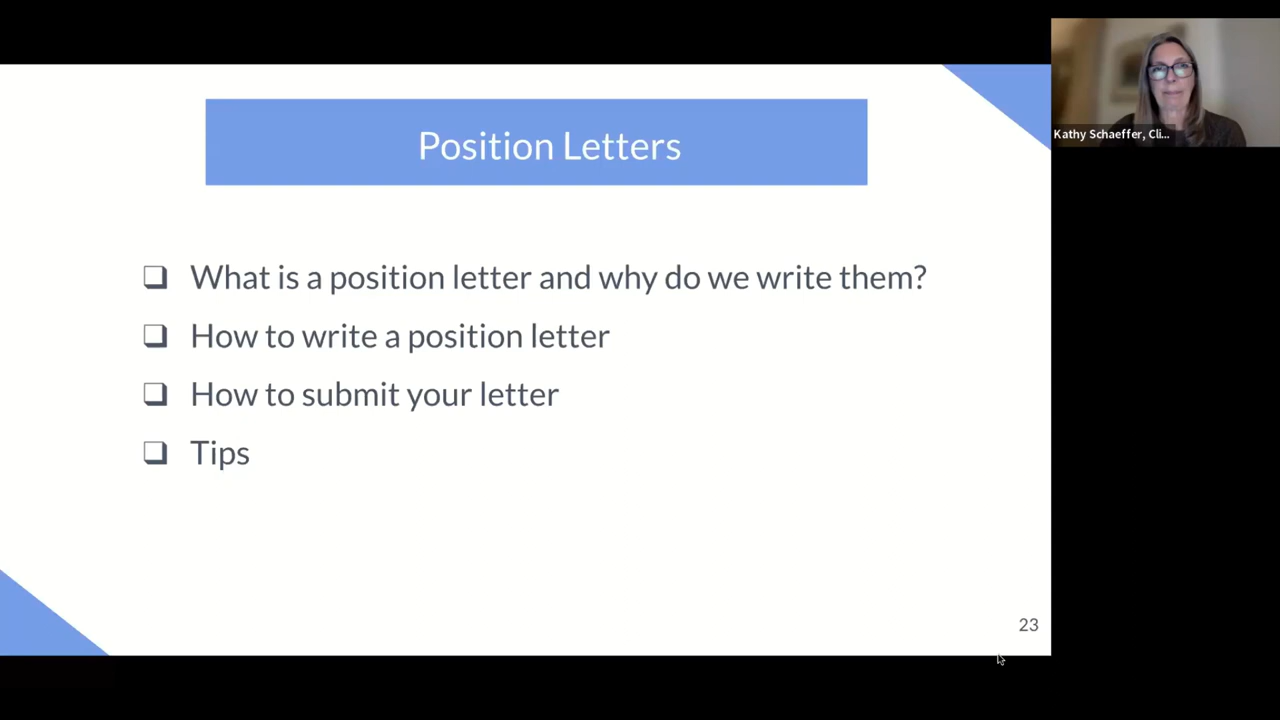 Position Letters
What is a position letter and why do we write them?
How to write a position letter
How to submit your letter
Tips
23
Kathy Schaeffer, Cli...